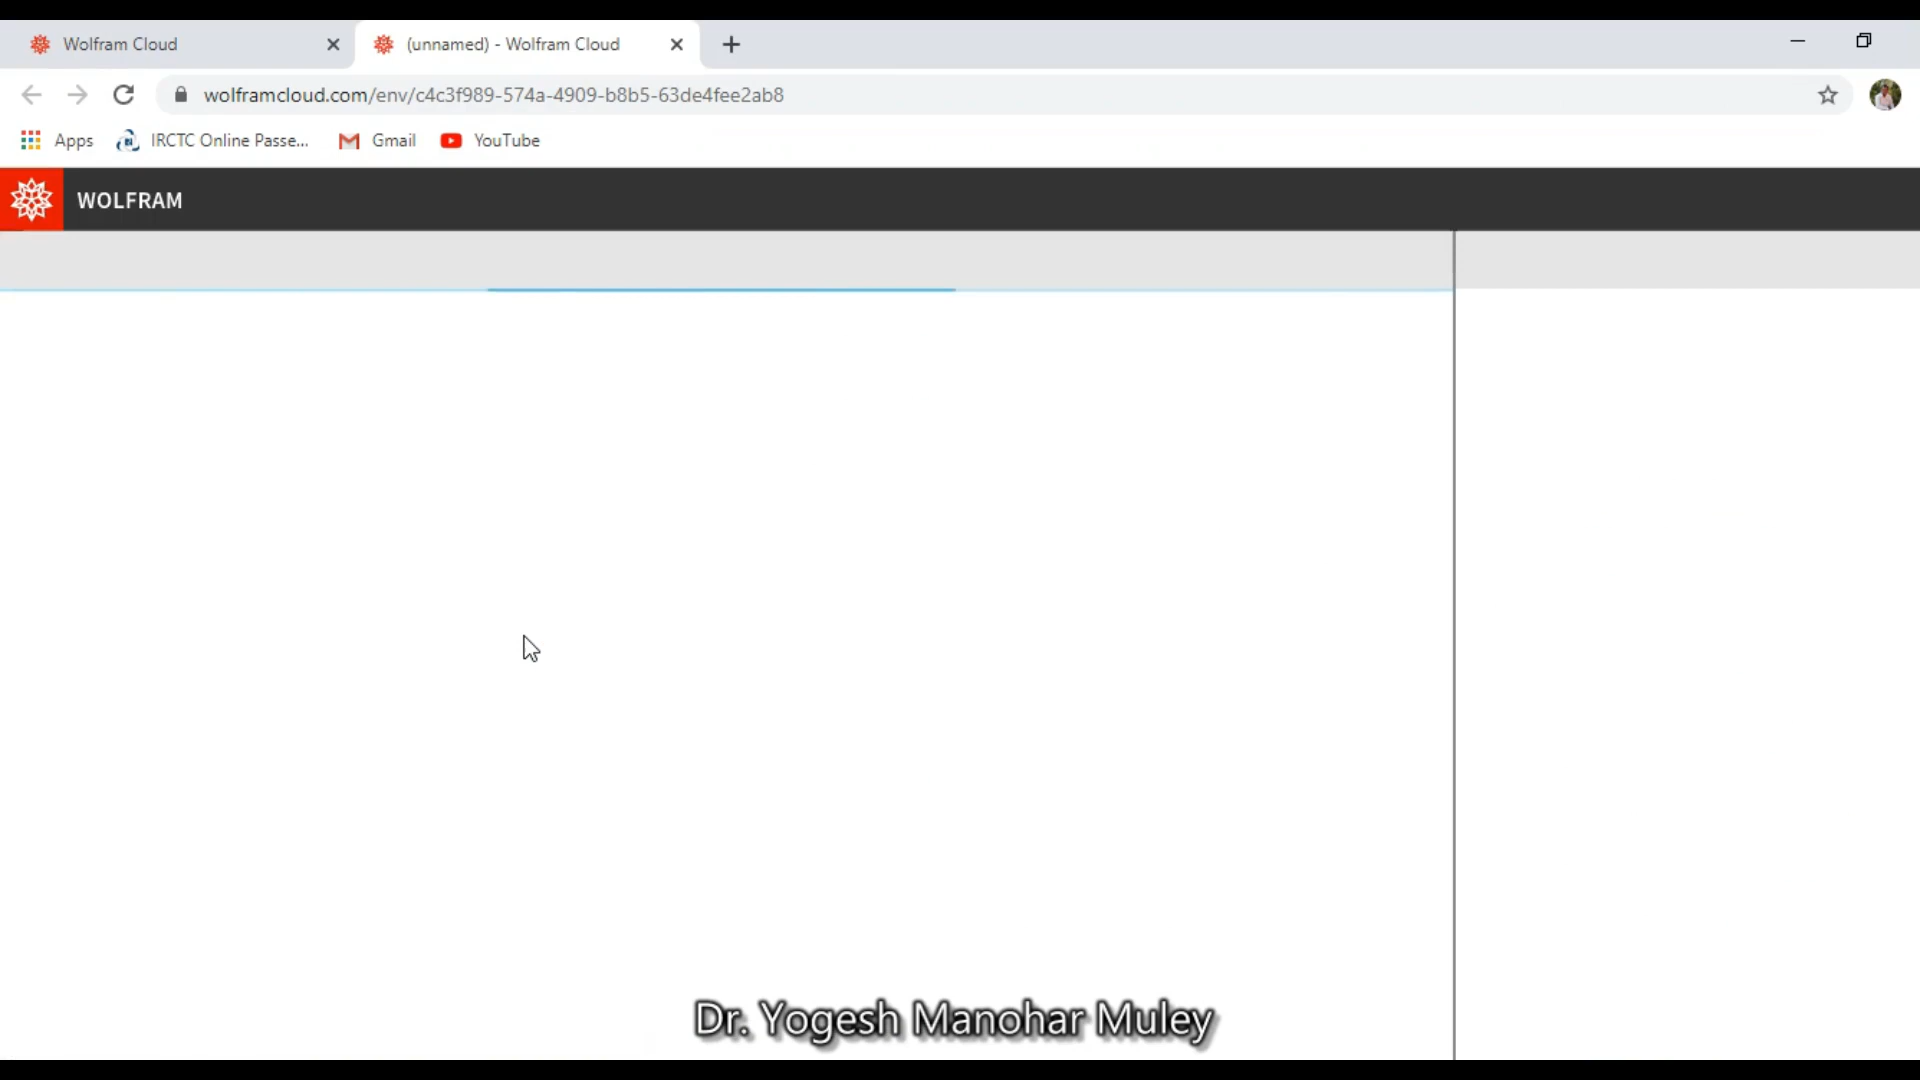 Wolfram Cloud
(unnamed) - Wolfram Cloud
wolframcloud.com/env/c4c3f989-574a-4909-b8b5-63de4fee2ab8
Apps
IRCTC Online Passe...
Gmail
YouTube
WOLFRAM
Dr. Yogesh Manohar Muley